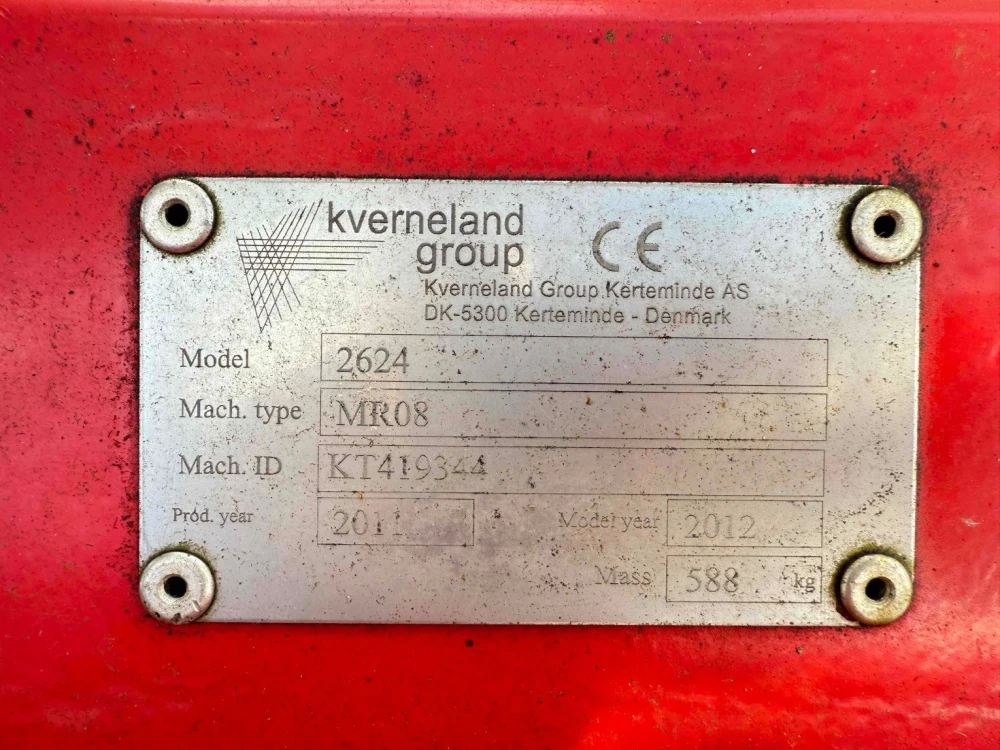 kverneland
group
CE
Kverneland Group Kerteminde AS
DK-5300 Kerteminde - Denmark
Model 2624
Mach. type MR08
Mach. ID KT419344
Prod. year 2011 Model year 2012
Mass 588 kg